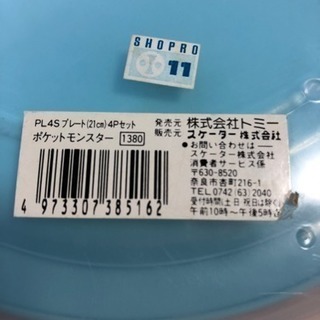 SHOPRO
11
PL4Sプレート(21cm)4Pセット
ポケットモンスター 1380
4 973307 385162
発売元 株式会社トミー
販売元 スケーター株式会社
●お問い合わせは
スケーター株式会社
消費者サービス係
〒630-8520
奈良市杏町216-1
TEL.0742(63)2040
受付時間(土日 祝日は除く)
午前10時〜午後5時